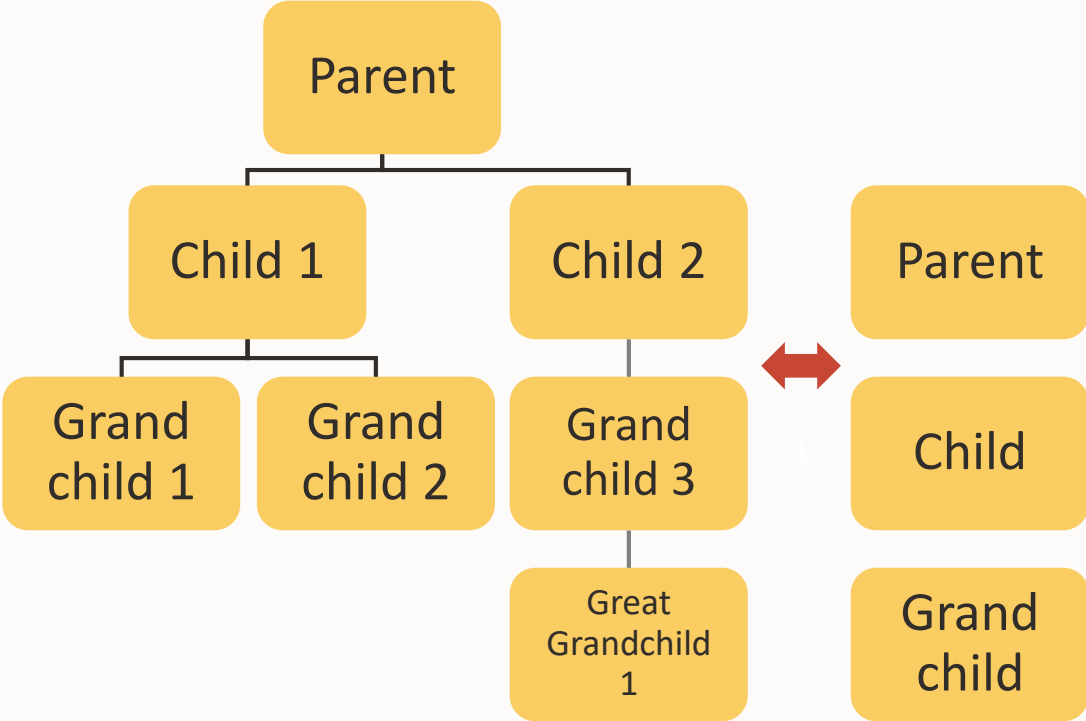 Parent
Child 1
Child 2
Parent
Grand
child 1
Grand
child 2
Grand
child 3
1
Child
Great
Grandchild
1
Grand
child